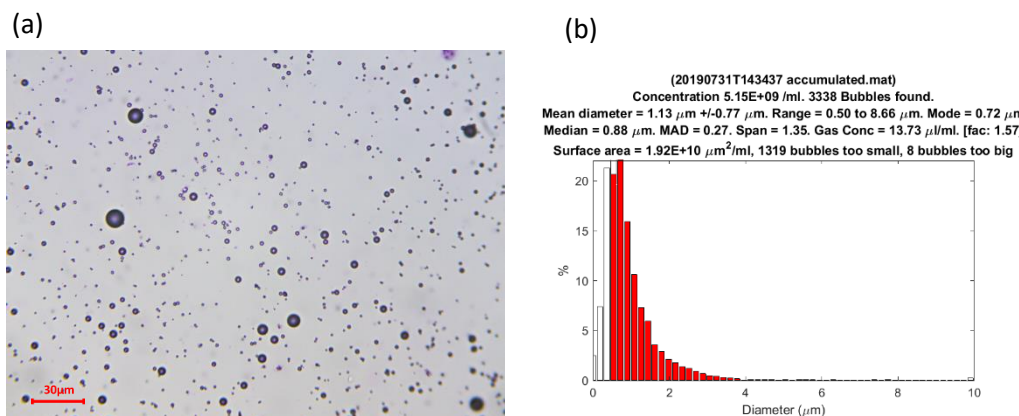 (a)
(b)
30µm
(20190731T143437 accumulated.mat)
Concentration 5.15E+09 /ml. 3338 Bubbles found.
Mean diameter = 1.13 µm +/-0.77 µm. Range = 0.50 to 8.66 µm. Mode = 0.72 µm
Median = 0.88 µm. MAD = 0.27. Span = 1.35. Gas Conc = 13.73 µl/ml. [fac: 1.57]
Surface area = 1.92E+10 µm²/ml, 1319 bubbles too small, 8 bubbles too big
20
15
10
5
0
%
0 2 4 6 8 10
Diameter (µm)